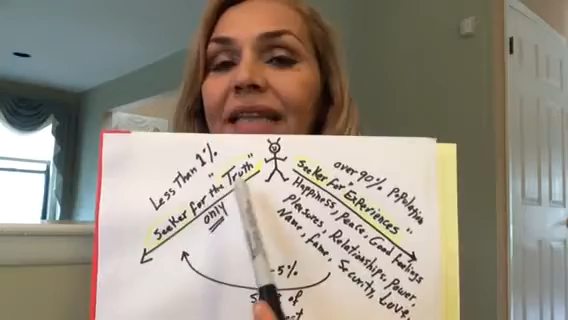 Less Than 1%
Seeker for the "Truth"
only
over 90% population
Seeker for "Experiences"
Happiness, Peace, Good Feelings
Pleasures, Relationships, Power,
Name, Fame, Security, Love,
-5%
of